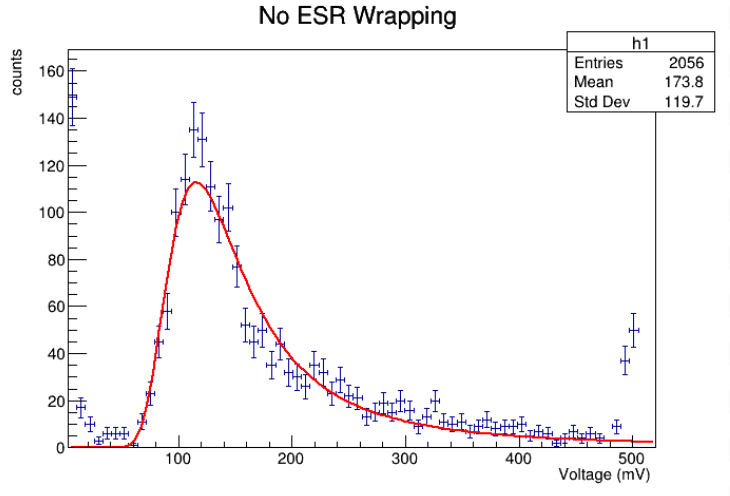 No ESR Wrapping
h1
Entries 2056
Mean 173.8
Std Dev 119.7
counts
160
140
120
100
80
60
40
20
0
100 200 300 400 500
Voltage (mV)